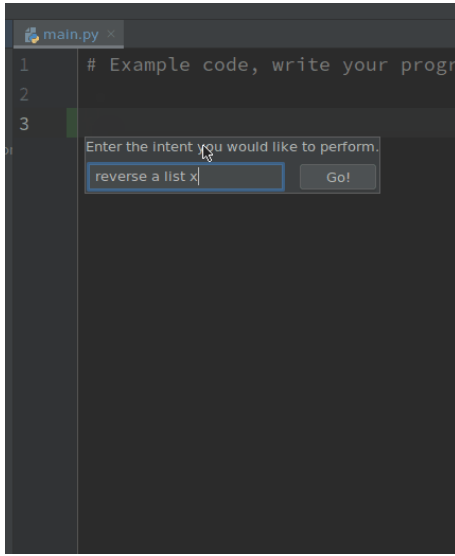 main.py
1 # Example code, write your progr
2
3
Enter the intent you would like to perform.
reverse a list x
Go!